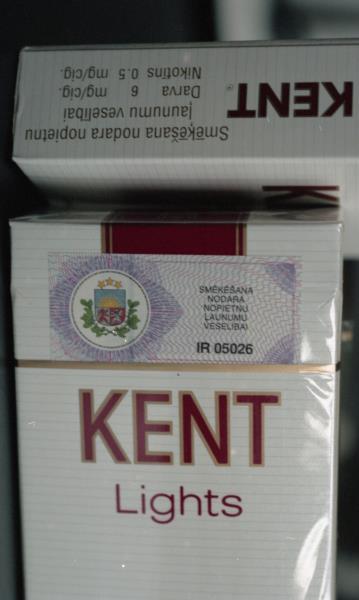 Smēķēšana nodara nopietnu
ļaunumu veselībai
Darva 6 mg/cig.
Nikotīns 0.5 mg/cig.
KENT
K
SMĒĶĒŠANA
NODARA
NOPIETNU
ĻAUNUMU
VESELĪBAI
IR 05026
KENT
Lights